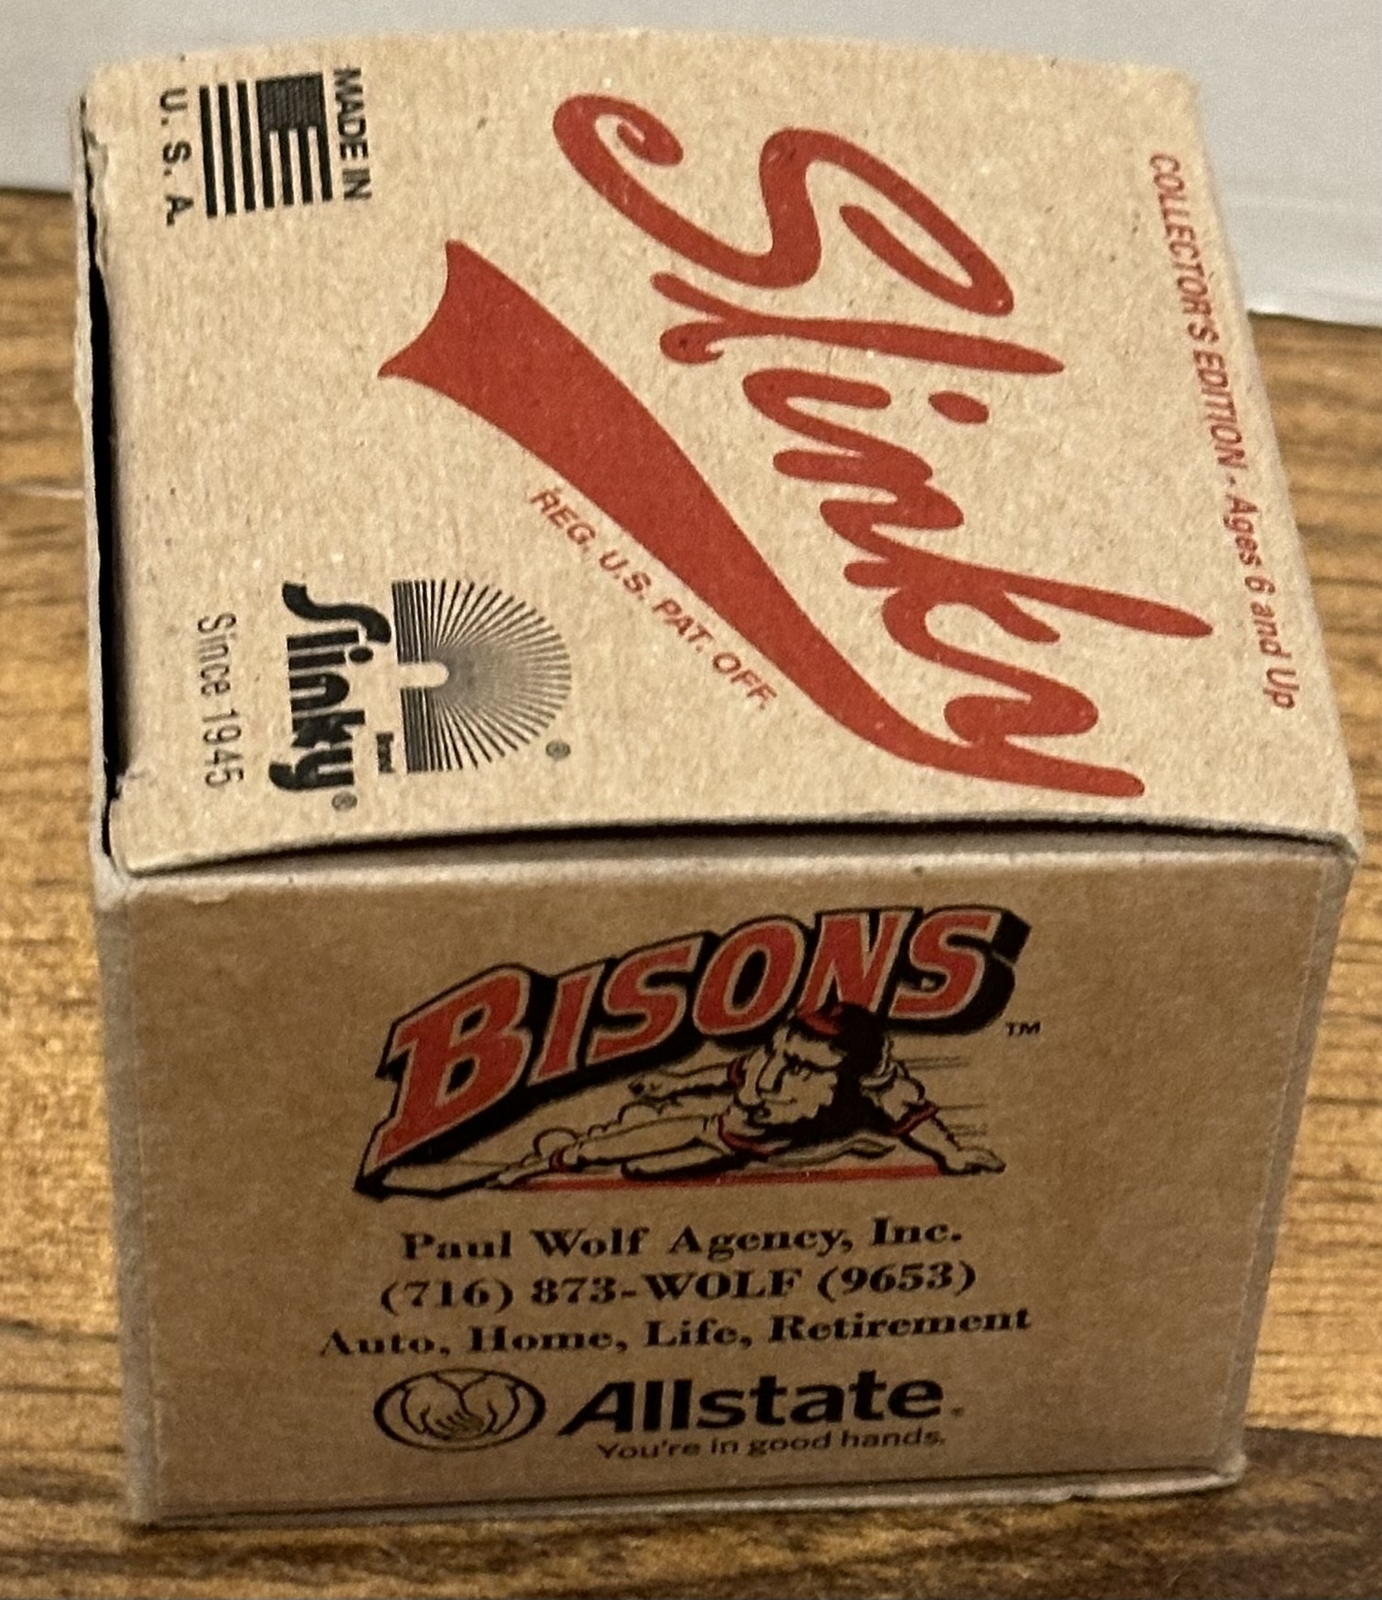 COLLECTOR'S EDITION - Ages 6 and Up
Slinky
REG. U.S. PAT. OFF.
MADE IN
U. S. A.
®
Brand
Slinky®
Since 1945
BISONS
TM
Paul Wolf Agency, Inc.
(716) 873-WOLF (9653)
Auto, Home, Life, Retirement
Allstate.
You're in good hands.